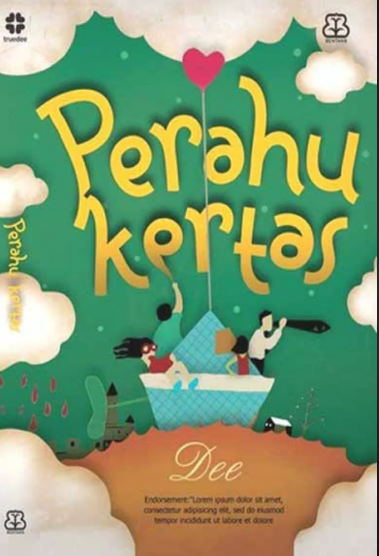 truedee
BENTANG
Perahu
kertas
Perahu kertas
Dee
Endorsement:"Lorem ipsum dolor sit amet,
consectetur adipisicing elit, sed do eiusmod
tempor incididunt ut labore et dolore
BENTANG